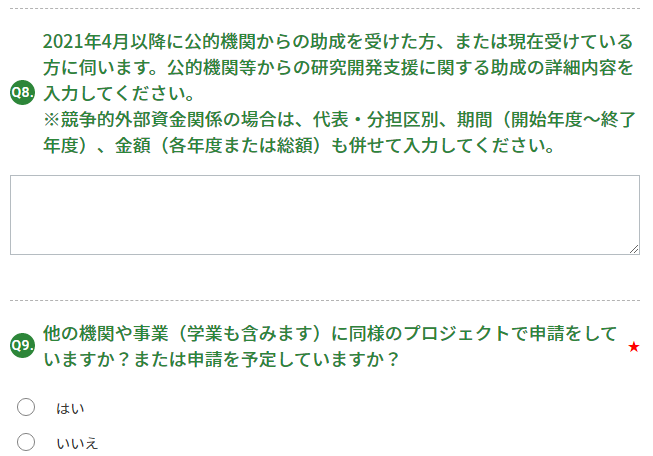 Q8. 2021年4月以降に公的機関からの助成を受けた方、または現在受けている
方に伺います。公的機関等からの研究開発支援に関する助成の詳細内容を
入力してください。
※競争的外部資金関係の場合は、代表・分担区別、期間（開始年度～終了
年度）、金額（各年度または総額）も併せて入力してください。
Q9. 他の機関や事業（学業も含みます）に同様のプロジェクトで申請をして
いますか？または申請を予定していますか？ ★
はい
いいえ